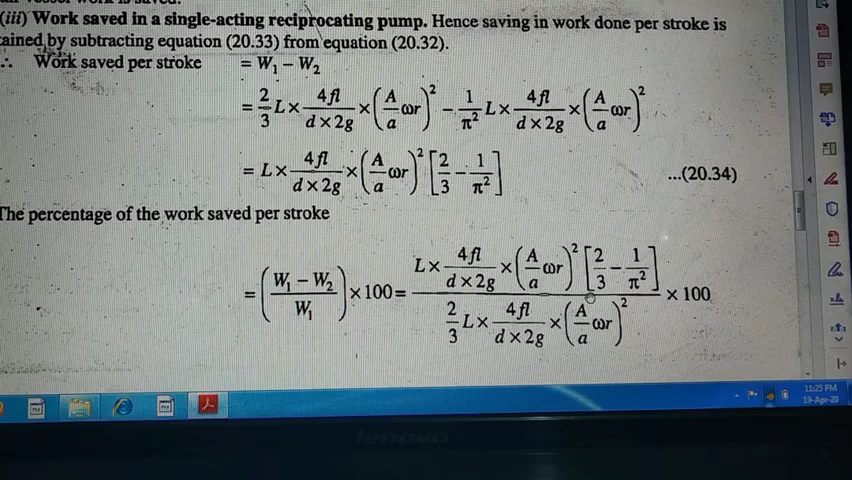 (iii) Work saved in a single-acting reciprocating pump. Hence saving in work done per stroke is
tained by subtracting equation (20.33) from equation (20.32).
∴ Work saved per stroke = W₁ − W₂
= 2/3 L × 4fl/(d × 2g) × (A/a ωr)² − 1/π² L × 4fl/(d × 2g) × (A/a ωr)²
= L × 4fl/(d × 2g) × (A/a ωr)² [2/3 − 1/π²] ...(20.34)
The percentage of the work saved per stroke
= ((W₁ − W₂)/W₁) × 100 = (L × 4fl/(d × 2g) × (A/a ωr)² [2/3 − 1/π²])/(2/3 L × 4fl/(d × 2g) × (A/a ωr)²) × 100
11:25 PM
19-Apr-20
lenovo